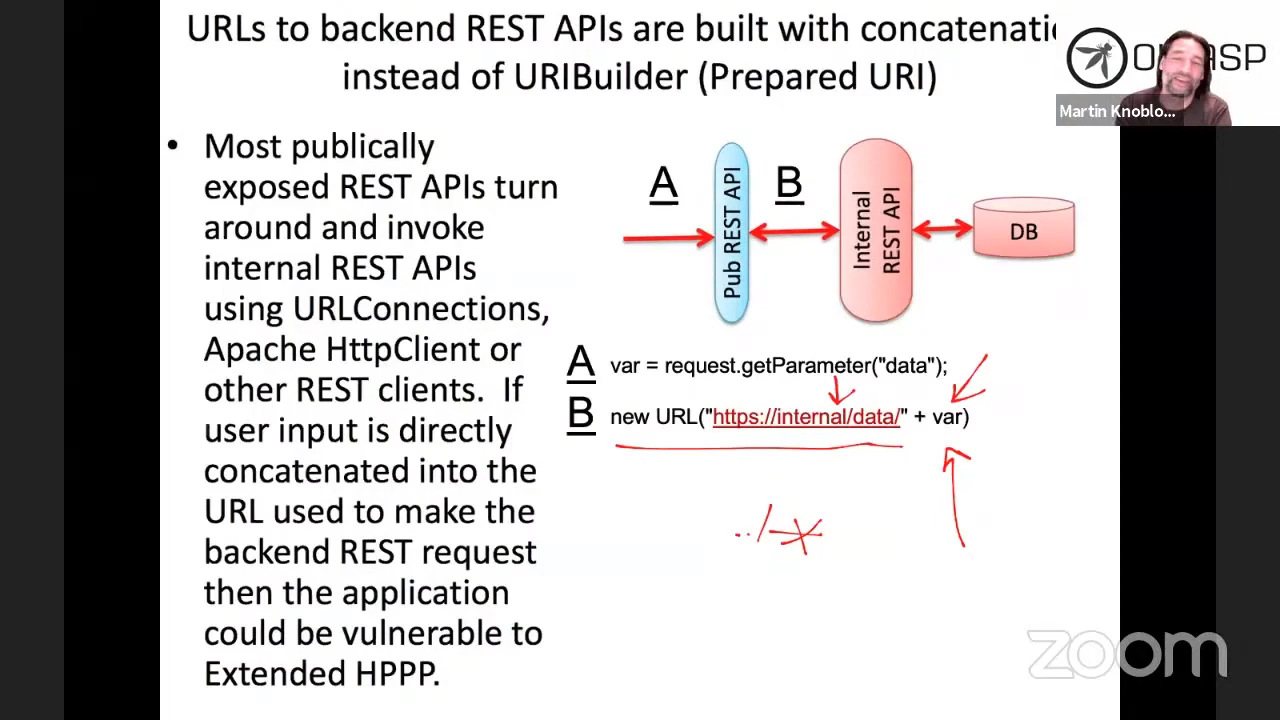 URLs to backend REST APIs are built with concatenatio
instead of URIBuilder (Prepared URI)
OWASP
Martin Knoblo...
• Most publically
exposed REST APIs turn
around and invoke
internal REST APIs
using URLConnections,
Apache HttpClient or
other REST clients. If
user input is directly
concatenated into the
URL used to make the
backend REST request
then the application
could be vulnerable to
Extended HPPP.
A
B
Pub REST API
Internal
REST API
DB
A var = request.getParameter("data");
B new URL("https://internal/data/" + var)
../*
zoom